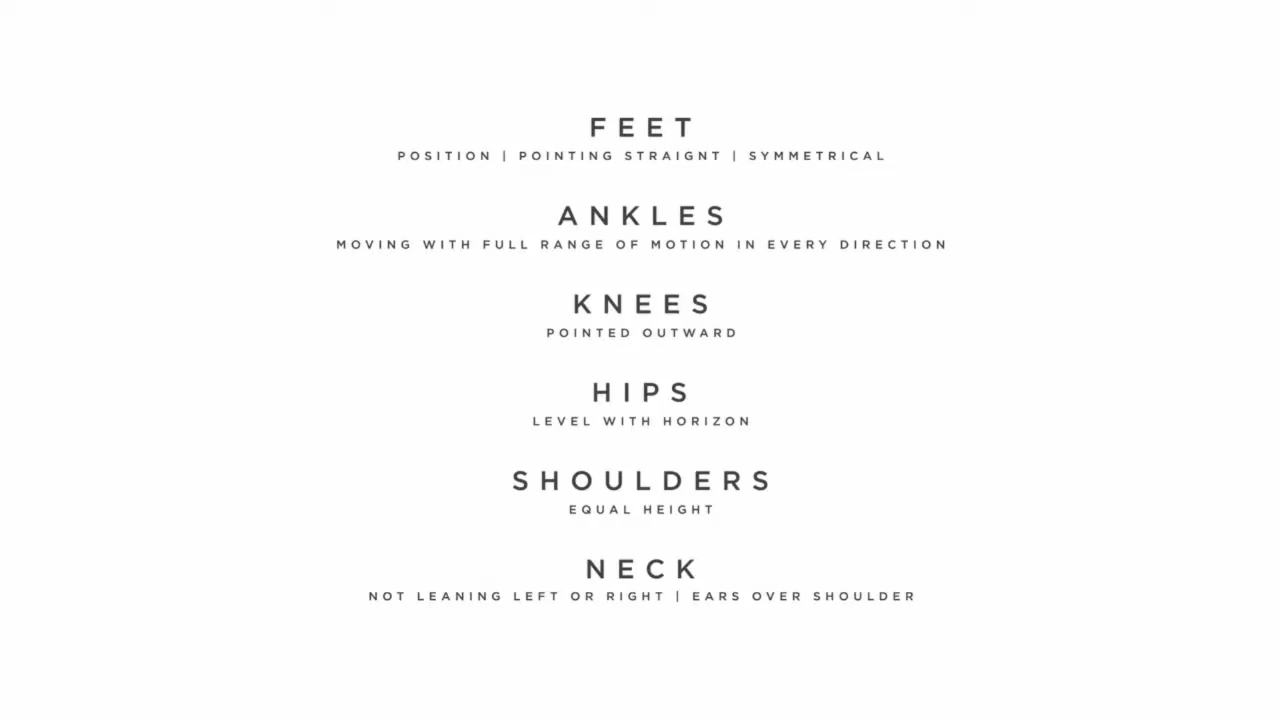 FEET
POSITION | POINTING STRAIGNT | SYMMETRICAL
ANKLES
MOVING WITH FULL RANGE OF MOTION IN EVERY DIRECTION
KNEES
POINTED OUTWARD
HIPS
LEVEL WITH HORIZON
SHOULDERS
EQUAL HEIGHT
NECK
NOT LEANING LEFT OR RIGHT | EARS OVER SHOULDER